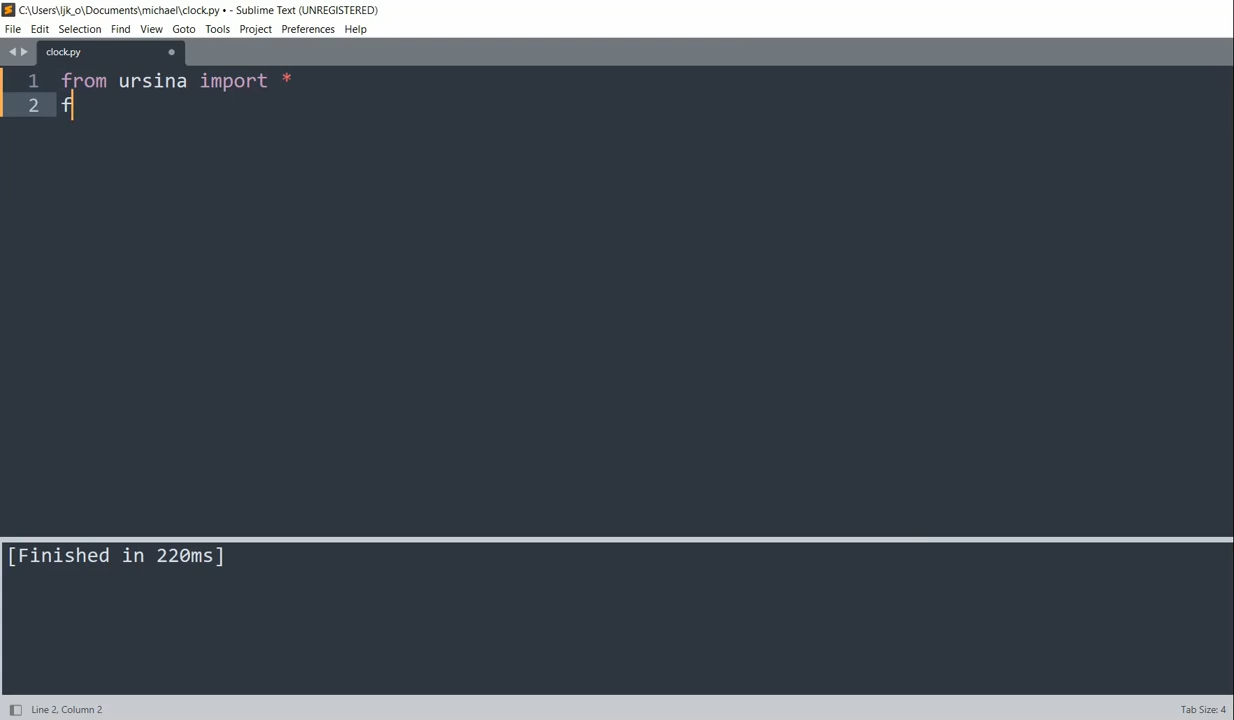 C:\Users\ljk_o\Documents\michael\clock.py • - Sublime Text (UNREGISTERED)
File Edit Selection Find View Goto Tools Project Preferences Help
clock.py
1 from ursina import *
2 f
[Finished in 220ms]
Line 2, Column 2
Tab Size: 4